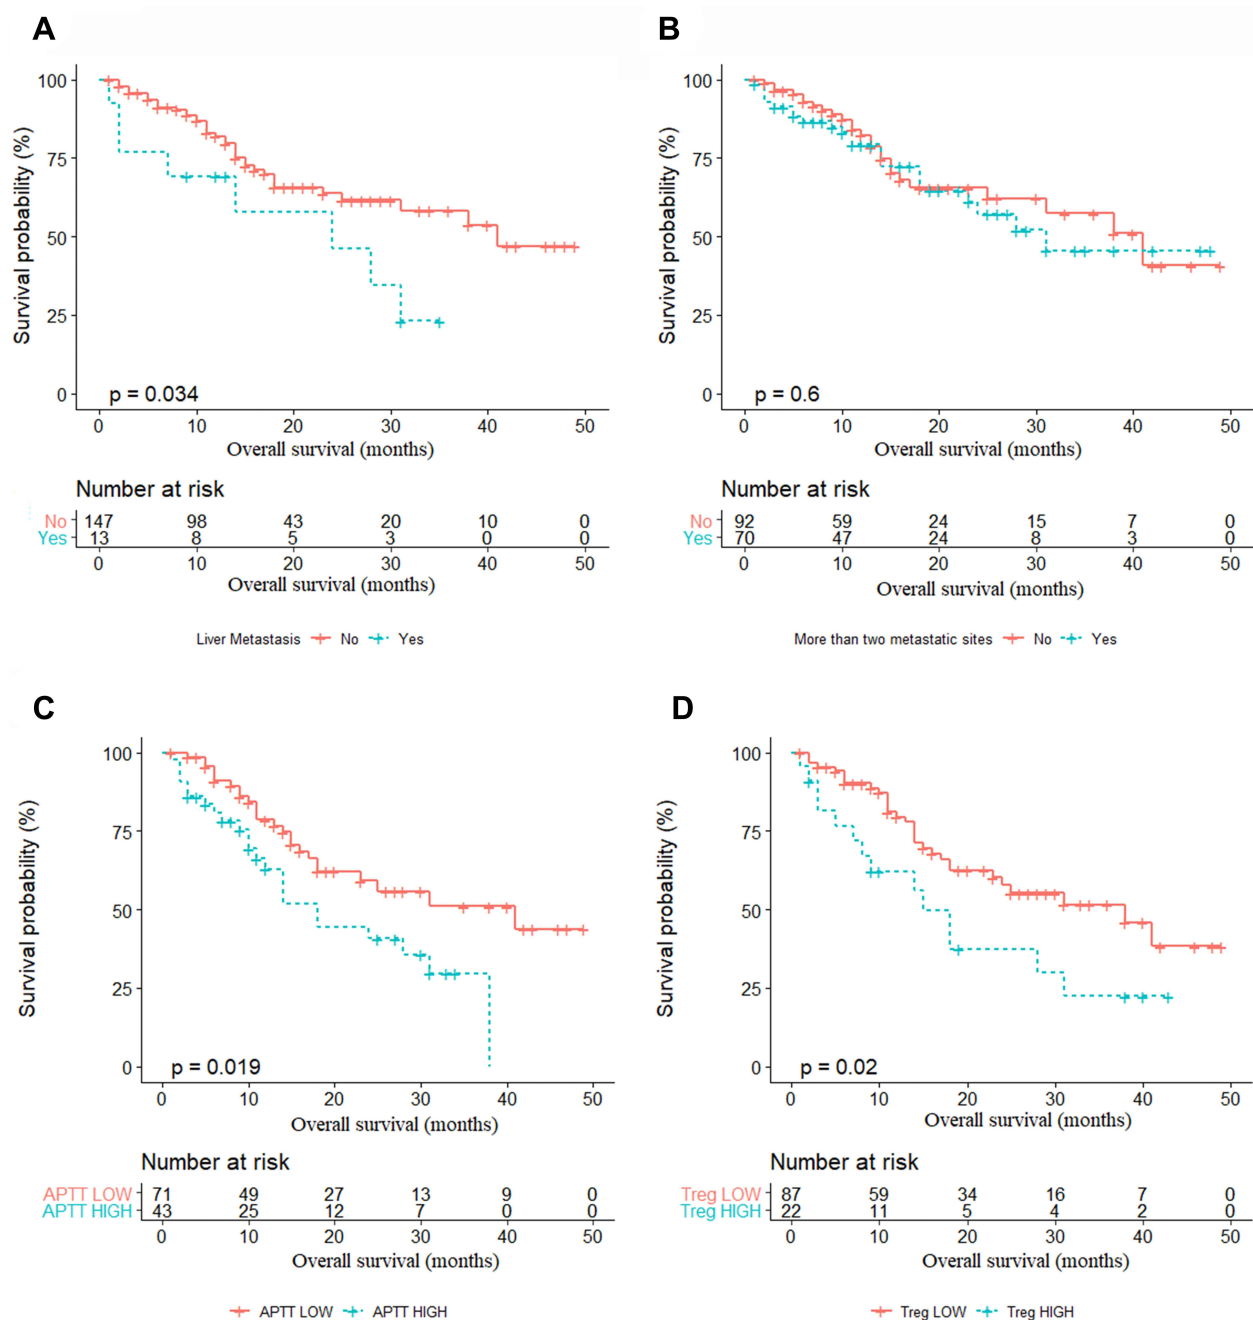 A
Survival probability (%)
100
75
50
25
0
p = 0.034
0 10 20 30 40 50
Overall survival (months)
Number at risk
No 147 98 43 20 10 0
Yes 13 8 5 3 0 0
0 10 20 30 40 50
Overall survival (months)
Liver Metastasis No Yes
B
Survival probability (%)
100
75
50
25
0
p = 0.6
0 10 20 30 40 50
Overall survival (months)
Number at risk
No 92 59 24 15 7 0
Yes 70 47 24 8 3 0
0 10 20 30 40 50
Overall survival (months)
More than two metastatic sites No Yes
C
Survival probability (%)
100
75
50
25
0
p = 0.019
0 10 20 30 40 50
Overall survival (months)
Number at risk
APTT LOW 71 49 27 13 9 0
APTT HIGH 43 25 12 7 0 0
0 10 20 30 40 50
Overall survival (months)
APTT LOW APTT HIGH
D
Survival probability (%)
100
75
50
25
0
p = 0.02
0 10 20 30 40 50
Overall survival (months)
Number at risk
Treg LOW 87 59 34 16 7 0
Treg HIGH 22 11 5 4 2 0
0 10 20 30 40 50
Overall survival (months)
Treg LOW Treg HIGH